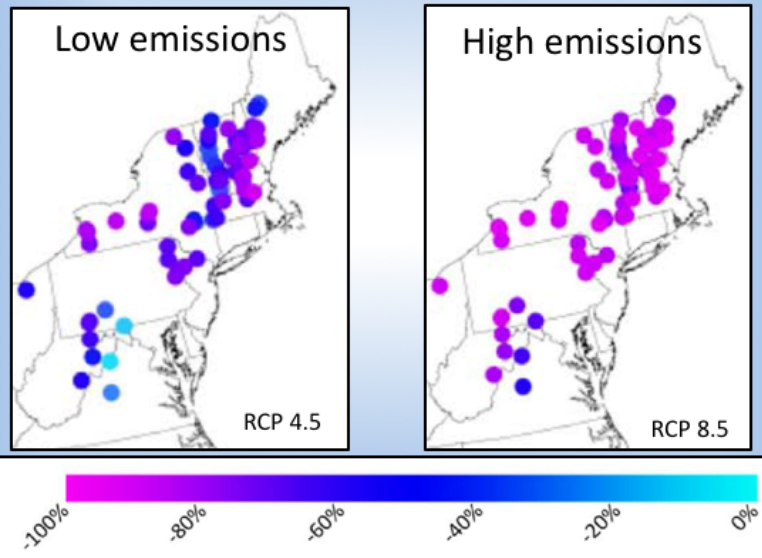 Low emissions
High emissions
RCP 4.5
RCP 8.5
-100%
-80%
-60%
-40%
-20%
0%